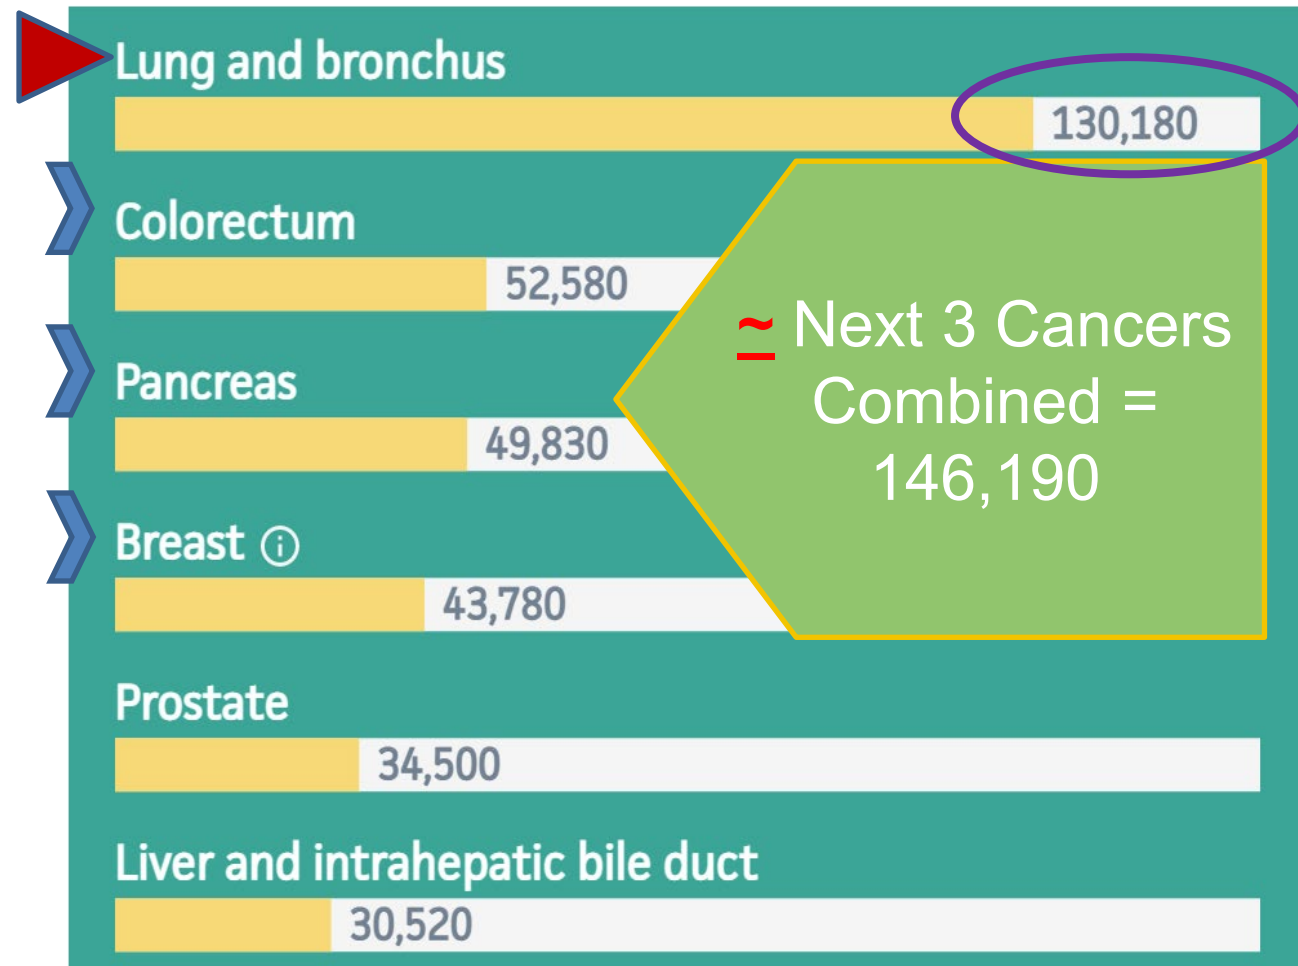 Lung and bronchus
130,180
Colorectum
52,580
Pancreas
49,830
Breast ⓘ
43,780
≃ Next 3 Cancers
Combined =
146,190
Prostate
34,500
Liver and intrahepatic bile duct
30,520